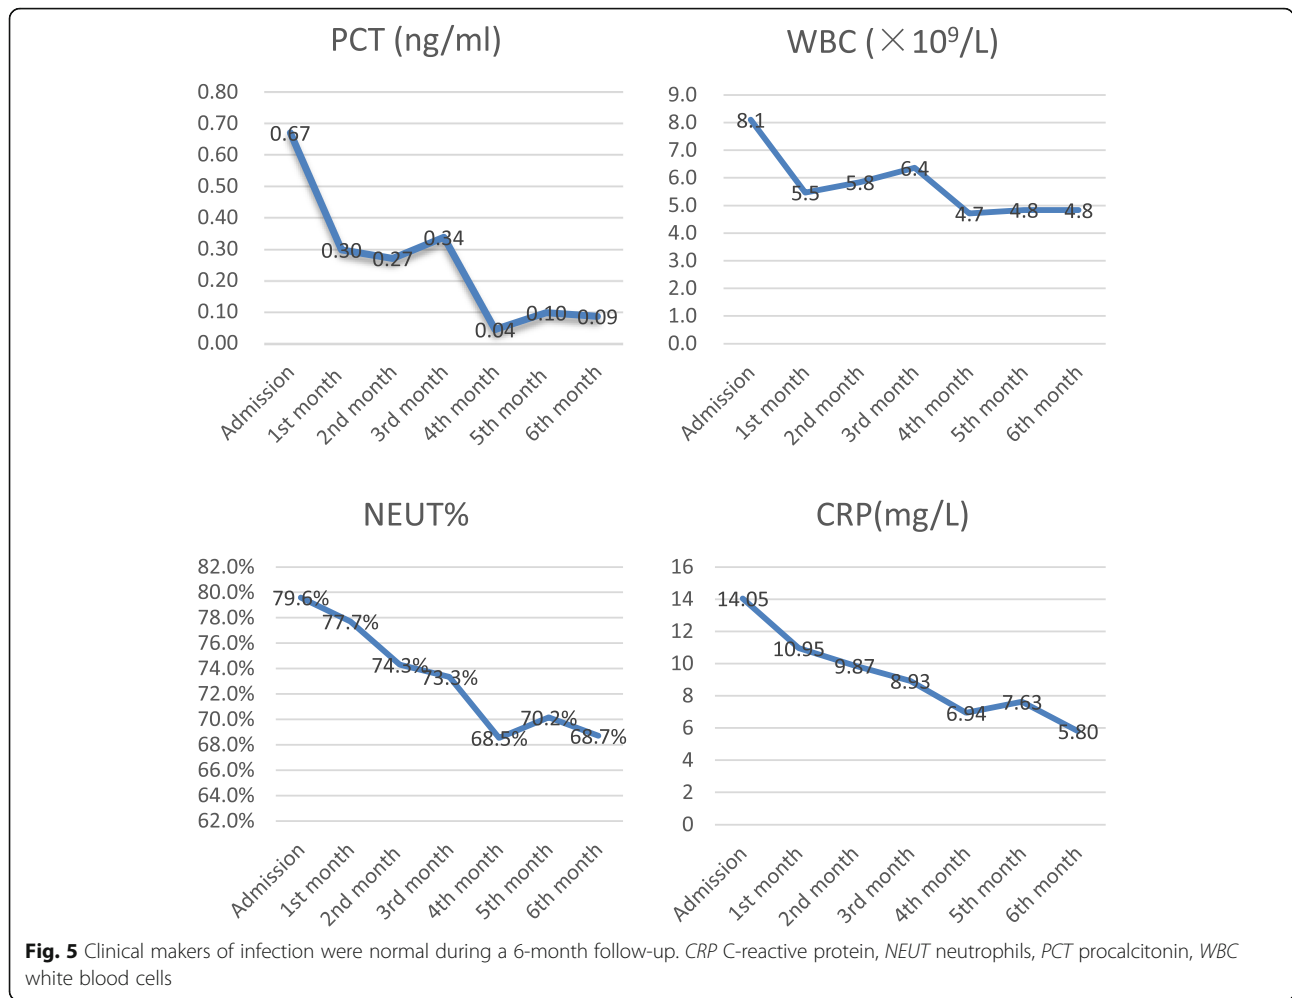 PCT (ng/ml)
0.80
0.70
0.60
0.50
0.40
0.30
0.20
0.10
0.00
0.67
0.30
0.27
0.34
0.04
0.10
0.09
Admission
1st month
2nd month
3rd month
4th month
5th month
6th month
WBC (×10⁹/L)
9.0
8.0
7.0
6.0
5.0
4.0
3.0
2.0
1.0
0.0
8.1
5.5
5.8
6.4
4.7
4.8
4.8
Admission
1st month
2nd month
3rd month
4th month
5th month
6th month
NEUT%
82.0%
80.0%
78.0%
76.0%
74.0%
72.0%
70.0%
68.0%
66.0%
64.0%
62.0%
79.6%
77.7%
74.3%
73.3%
68.5%
70.2%
68.7%
Admission
1st month
2nd month
3rd month
4th month
5th month
6th month
CRP(mg/L)
16
14
12
10
8
6
4
2
0
14.05
10.95
9.87
8.93
6.94
7.63
5.80
Admission
1st month
2nd month
3rd month
4th month
5th month
6th month
Fig. 5 Clinical makers of infection were normal during a 6-month follow-up. CRP C-reactive protein, NEUT neutrophils, PCT procalcitonin, WBC
white blood cells